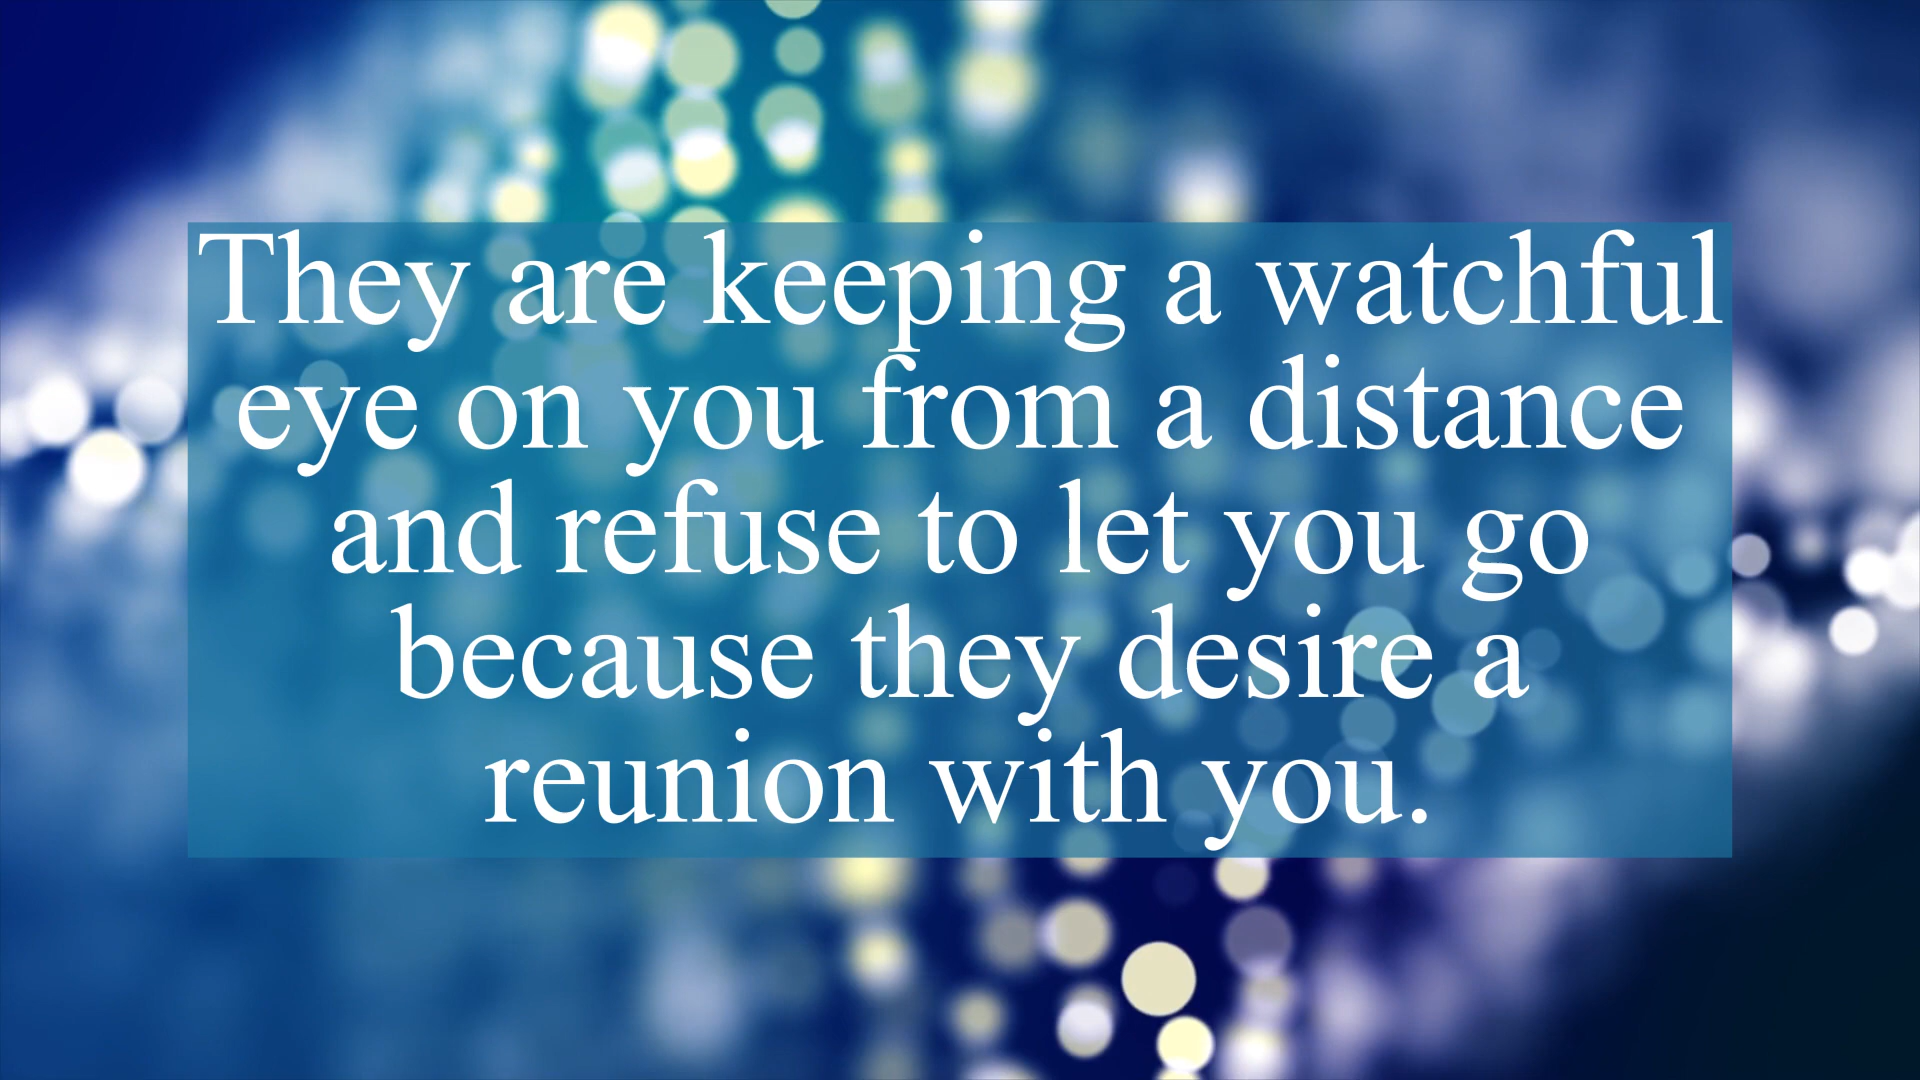 They are keeping a watchful
eye on you from a distance
and refuse to let you go
because they desire a
reunion with you.